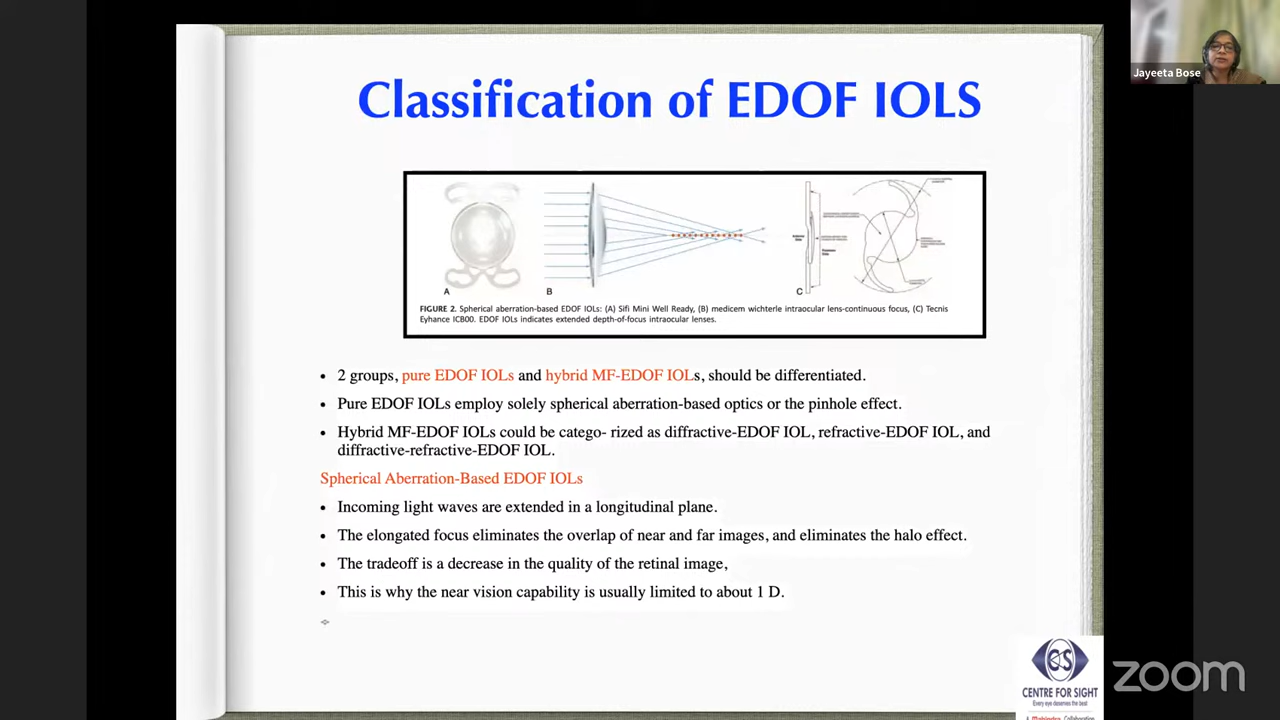 Jayeeta Bose
Classification of EDOF IOLS
A
B
C
FIGURE 2. Spherical aberration-based EDOF IOLs: (A) Sifi Mini Well Ready, (B) medicem wichterle intraocular lens-continuous focus, (C) Tecnis
Eyhance ICB00. EDOF IOLs indicates extended depth-of-focus intraocular lenses.
• 2 groups, pure EDOF IOLs and hybrid MF-EDOF IOLs, should be differentiated.
• Pure EDOF IOLs employ solely spherical aberration-based optics or the pinhole effect.
• Hybrid MF-EDOF IOLs could be catego- rized as diffractive-EDOF IOL, refractive-EDOF IOL, and
diffractive-refractive-EDOF IOL.
Spherical Aberration-Based EDOF IOLs
• Incoming light waves are extended in a longitudinal plane.
• The elongated focus eliminates the overlap of near and far images, and eliminates the halo effect.
• The tradeoff is a decrease in the quality of the retinal image,
• This is why the near vision capability is usually limited to about 1 D.
CENTRE FOR SIGHT
Every eye deserves the best
A Mahindra Collaboration
zoom